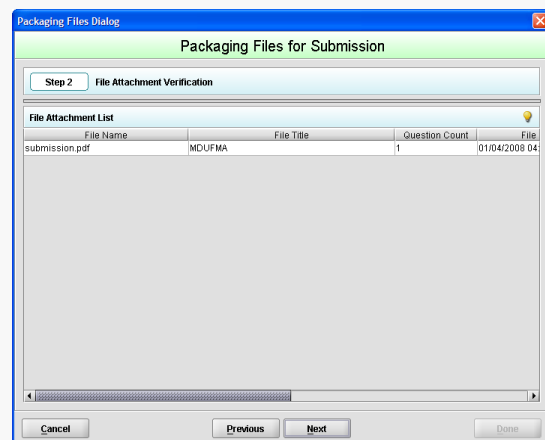 Packaging Files Dialog
Packaging Files for Submission
Step 2 File Attachment Verification
File Attachment List
File Name File Title Question Count File
submission.pdf MDUFMA 1 01/04/2008 04:
Cancel Previous Next Done